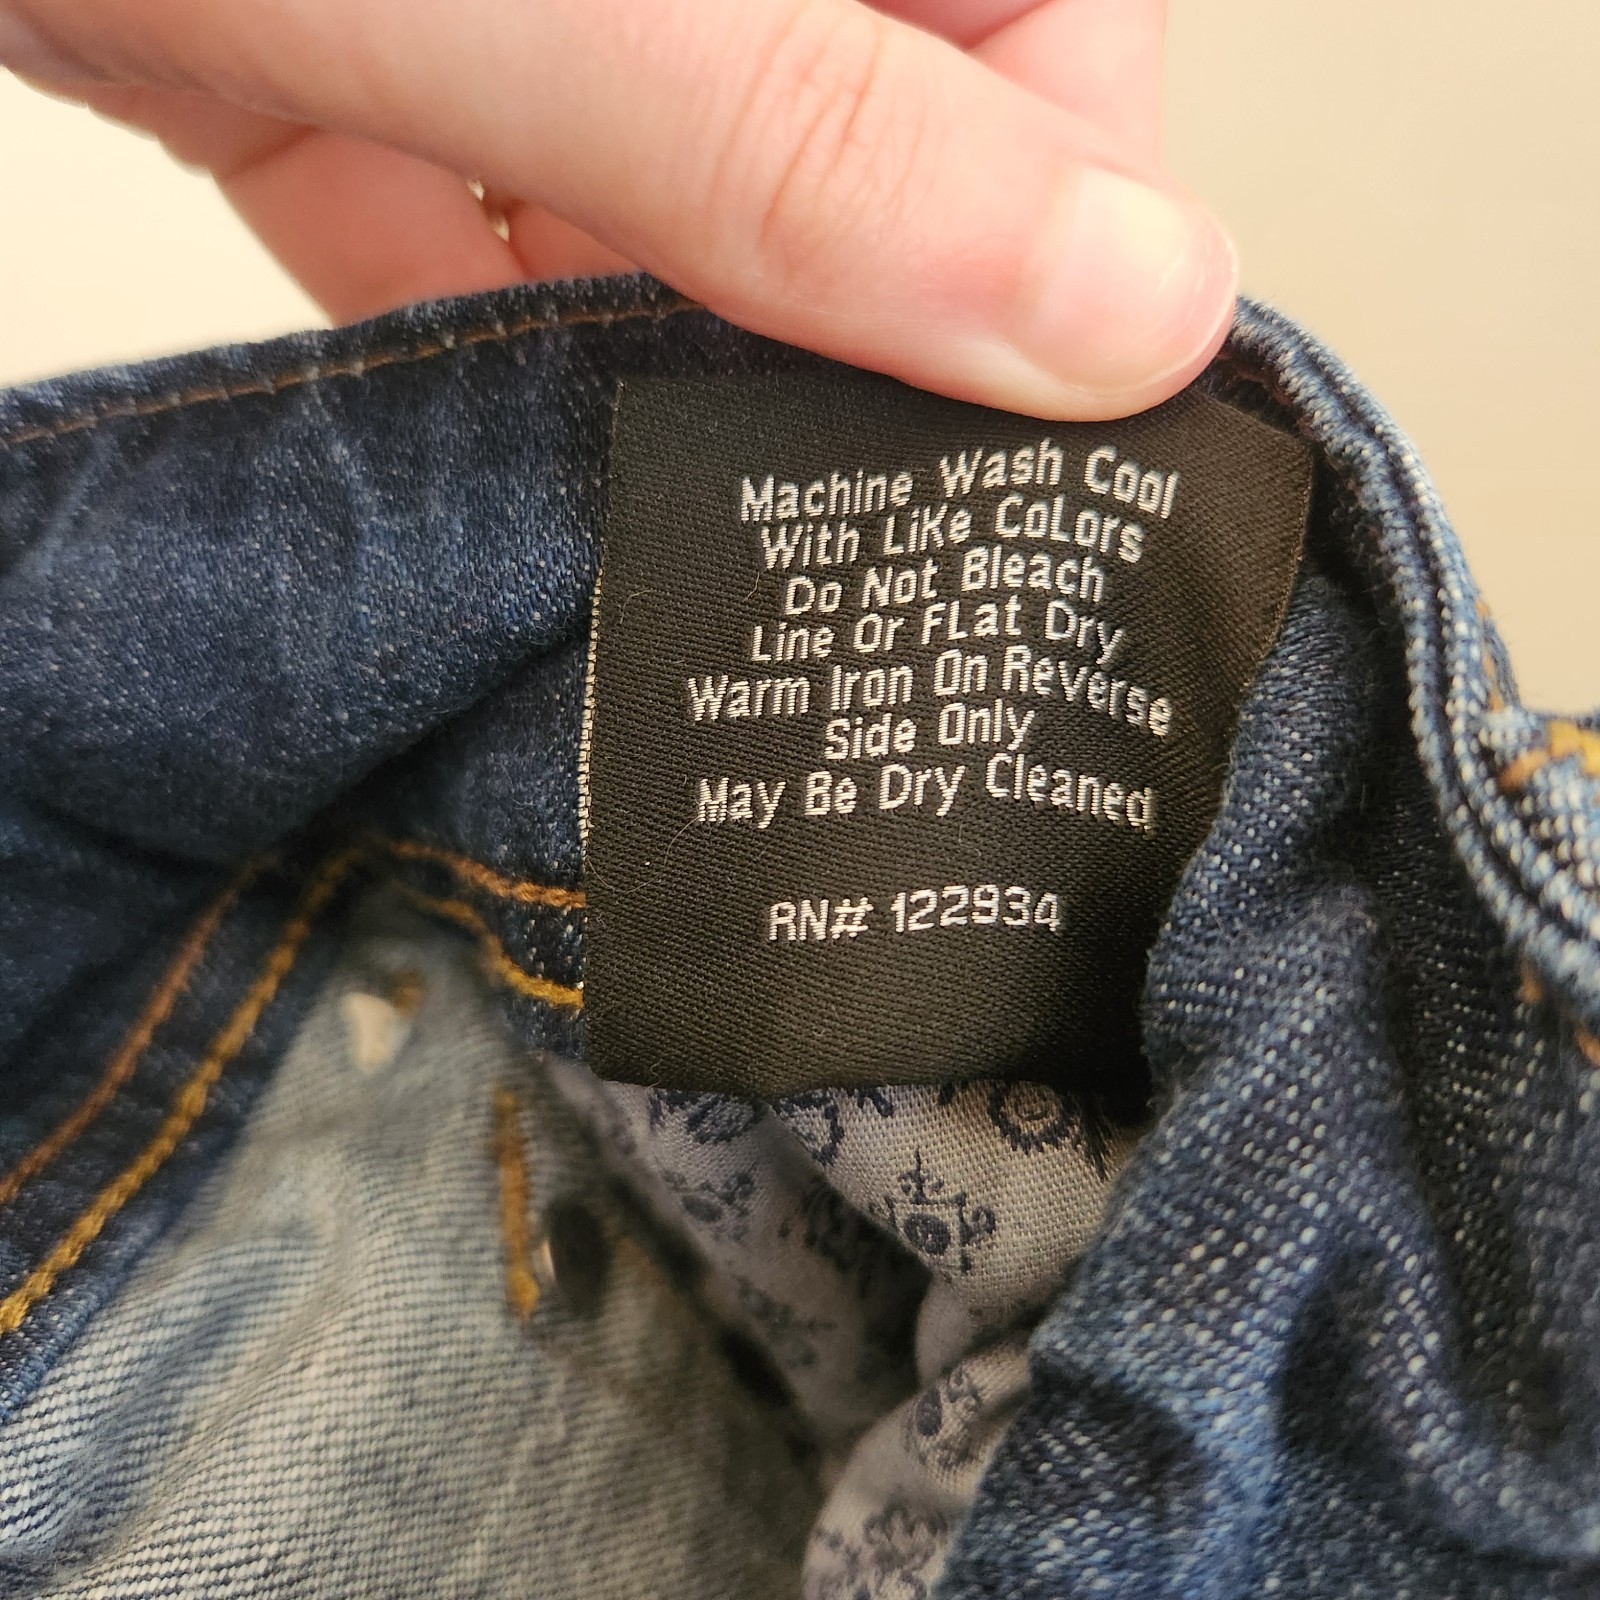 Machine Wash Cool
With Like Colors
Do Not Bleach
Line Or Flat Dry
Warm Iron On Reverse
Side Only
May Be Dry Cleaned
RN# 122934